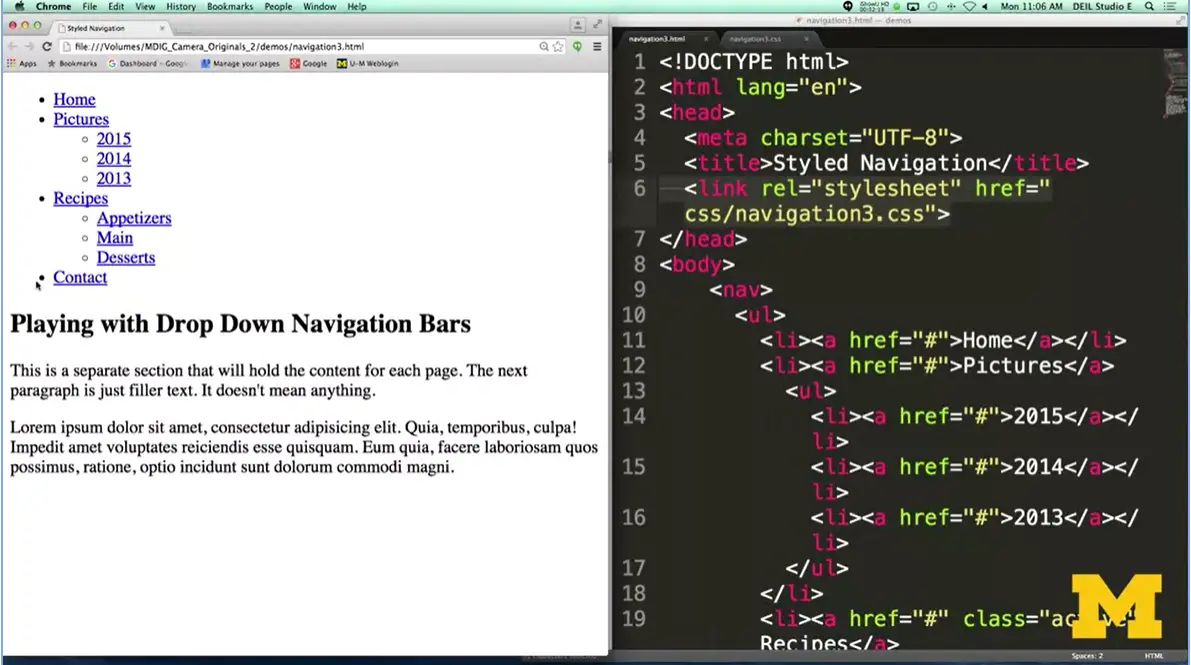 Chrome File Edit View History Bookmarks People Window Help
Mon 11:06 AM DEIL Studio E
Styled Navigation
file:///Volumes/MDIG_Camera_Originals_2/demos/navigation3.html
Apps Bookmarks Dashboard - Goog Manage your pages Google U-M Weblogin
• Home
• Pictures
◦ 2015
◦ 2014
◦ 2013
• Recipes
◦ Appetizers
◦ Main
◦ Desserts
• Contact
Playing with Drop Down Navigation Bars
This is a separate section that will hold the content for each page. The next
paragraph is just filler text. It doesn't mean anything.
Lorem ipsum dolor sit amet, consectetur adipisicing elit. Quia, temporibus, culpa!
Impedit amet voluptates reiciendis esse quisquam. Eum quia, facere laboriosam quos
possimus, ratione, optio incidunt sunt dolorum commodi magni.
navigation3.html — demos
navigation3.html navigation3.css
1 <!DOCTYPE html>
2 <html lang="en">
3 <head>
4 <meta charset="UTF-8">
5 <title>Styled Navigation</title>
6 <link rel="stylesheet" href="
css/navigation3.css">
7 </head>
8 <body>
9 <nav>
10 <ul>
11 <li><a href="#">Home</a></li>
12 <li><a href="#">Pictures</a>
13 <ul>
14 <li><a href="#">2015</a></
li>
15 <li><a href="#">2014</a></
li>
16 <li><a href="#">2013</a></
li>
17 </ul>
18 </li>
19 <li><a href="#" class="active"
Recipes</a>
M
Spaces: 2 HTML